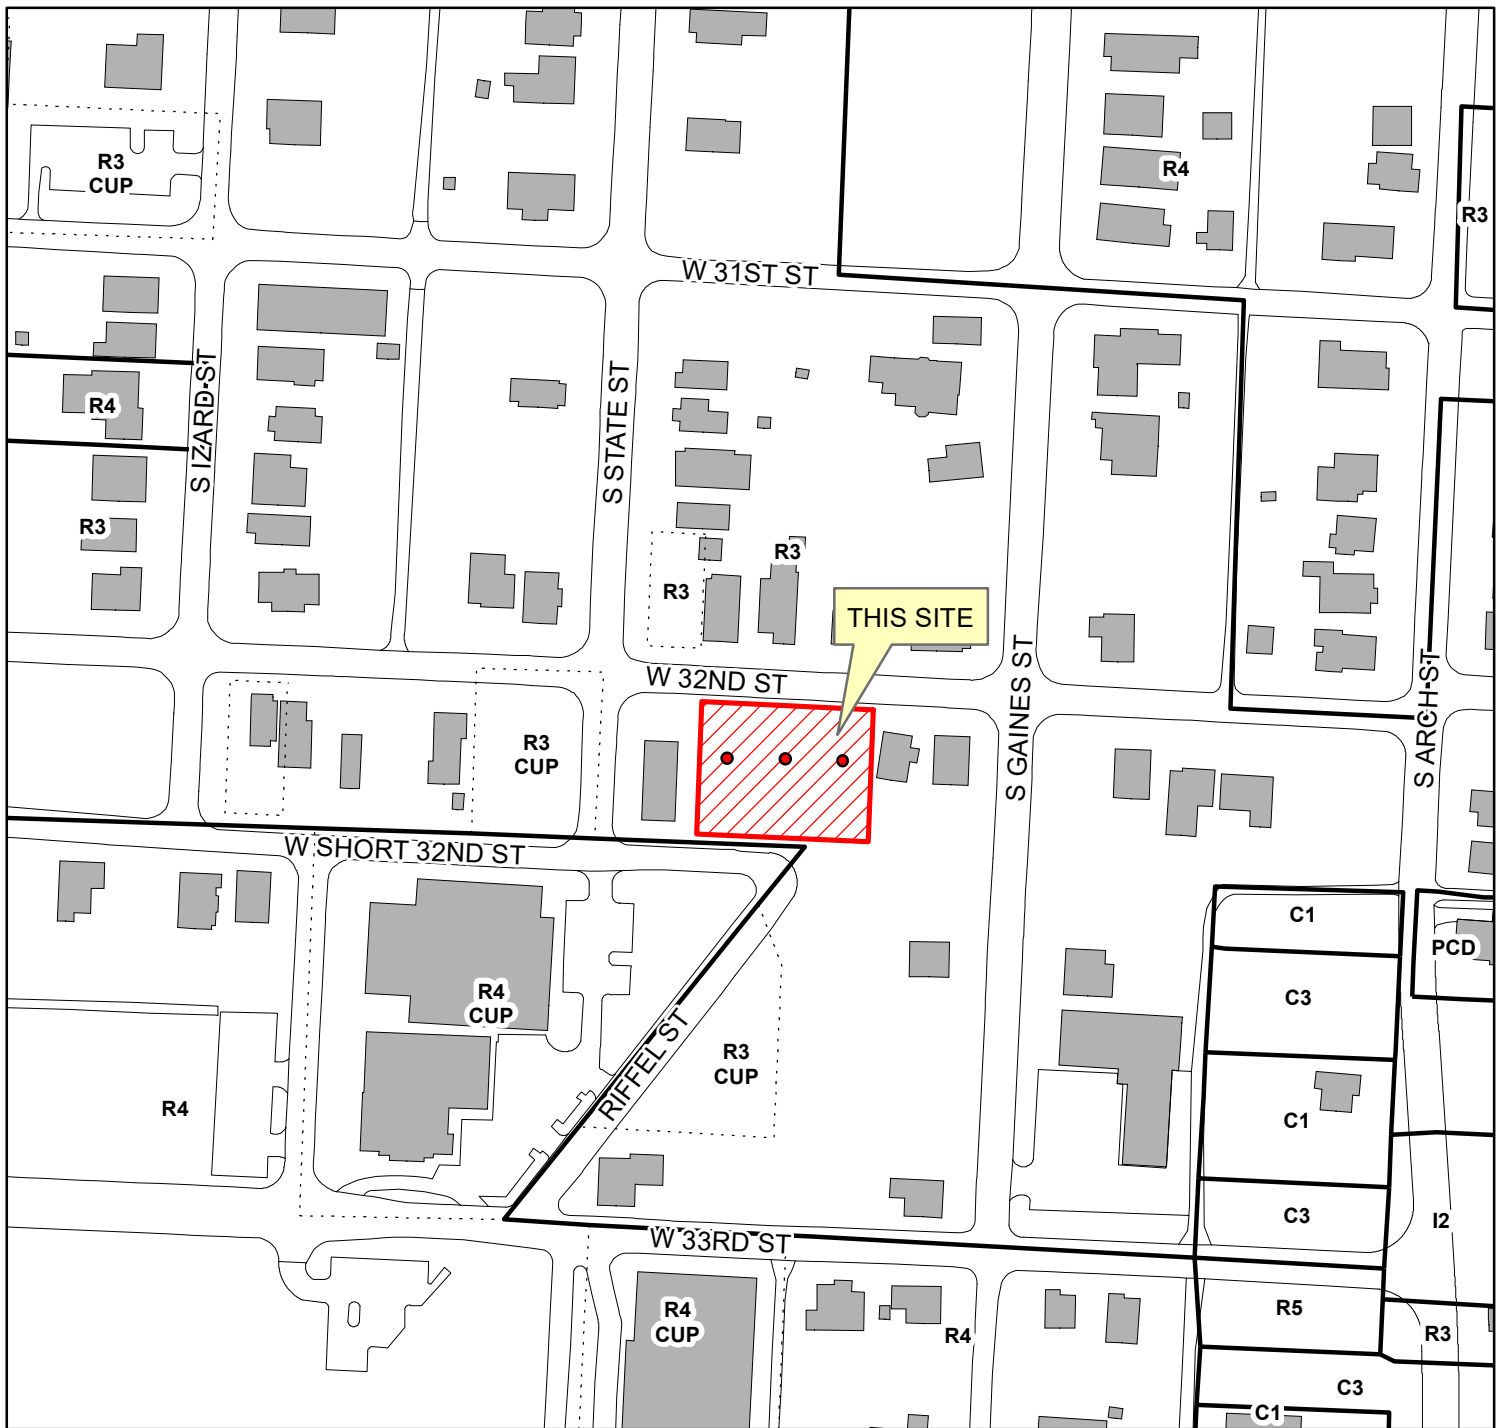 R3
CUP
R4
R3
W 31ST ST
S IZARD ST
R4
S STATE ST
R3
R3
R3
THIS SITE
S GAINES ST
W 32ND ST
S ARCH ST
R3
CUP
W SHORT 32ND ST
C1
PCD
C3
R4
CUP
RIFFEL ST
R3
CUP
R4
C1
C3
I2
W 33RD ST
R5
R4
CUP
R4
R3
C3
C1